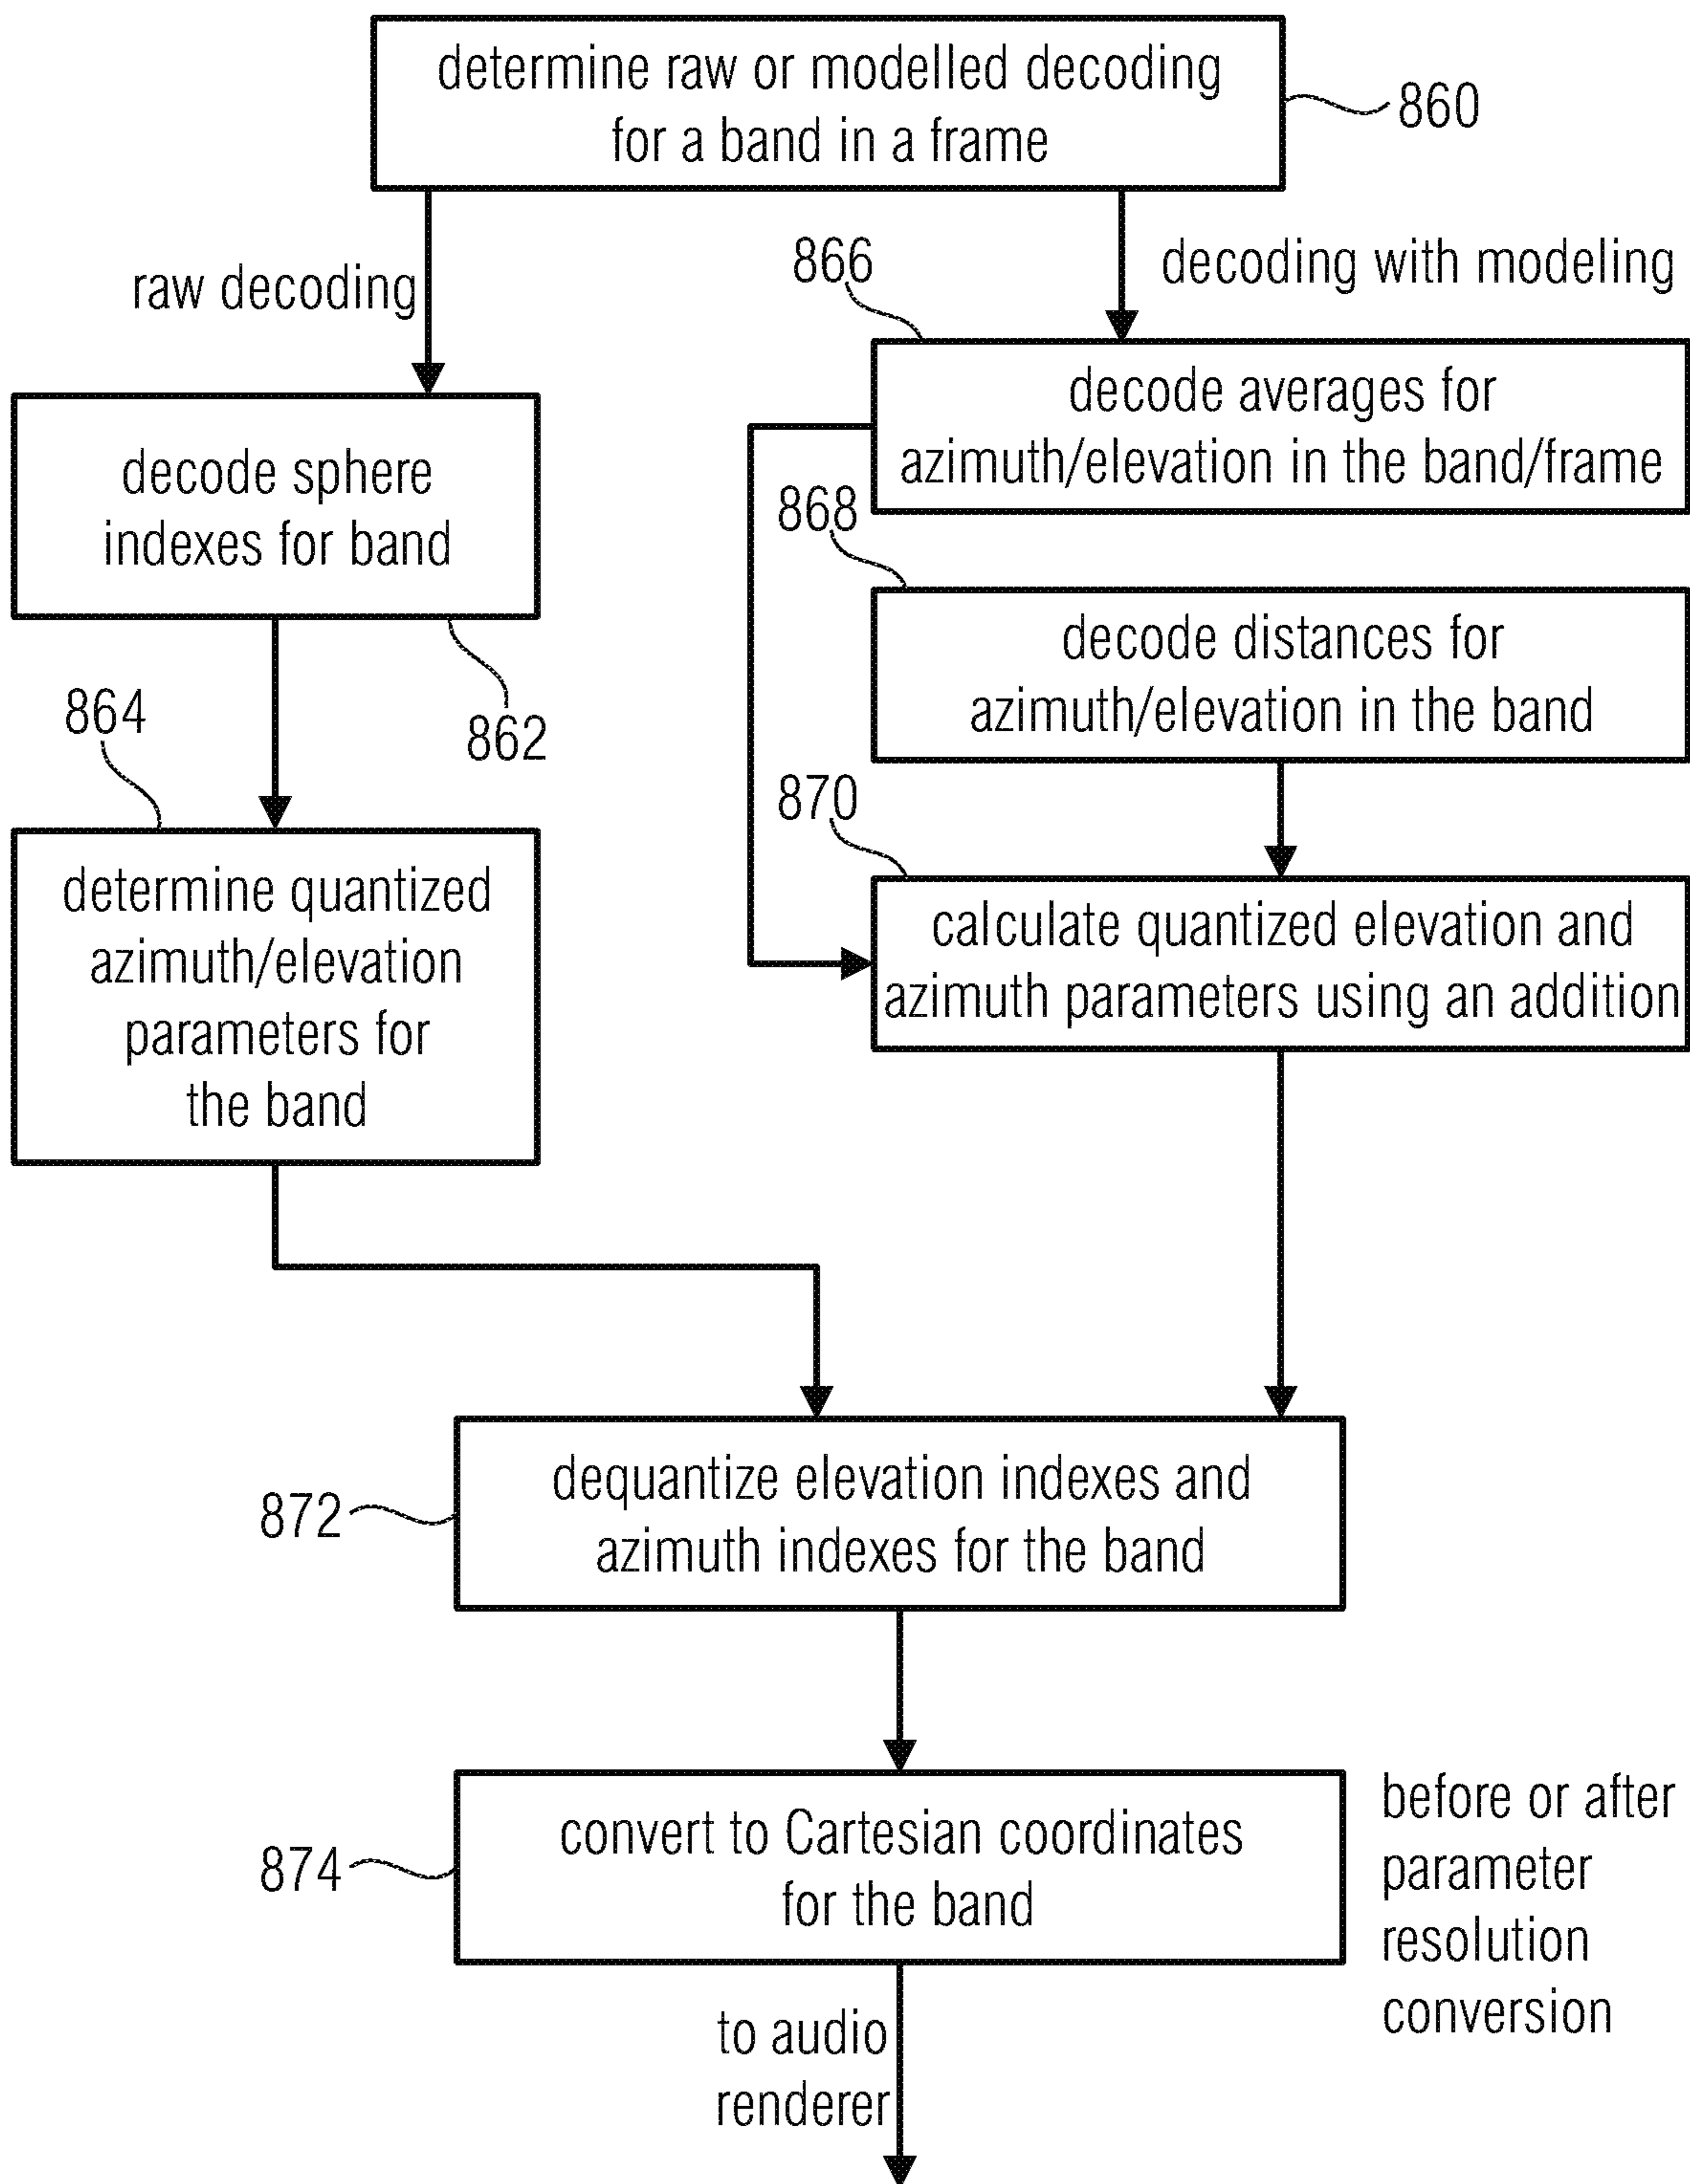 determine raw or modelled decoding
for a band in a frame
860
raw decoding
866
decoding with modeling
decode sphere
indexes for band
862
decode averages for
azimuth/elevation in the band/frame
868
decode distances for
azimuth/elevation in the band
864
determine quantized
azimuth/elevation
parameters for
the band
870
calculate quantized elevation and
azimuth parameters using an addition
872
dequantize elevation indexes and
azimuth indexes for the band
874
convert to Cartesian coordinates
for the band
before or after
parameter
resolution
conversion
to audio
renderer